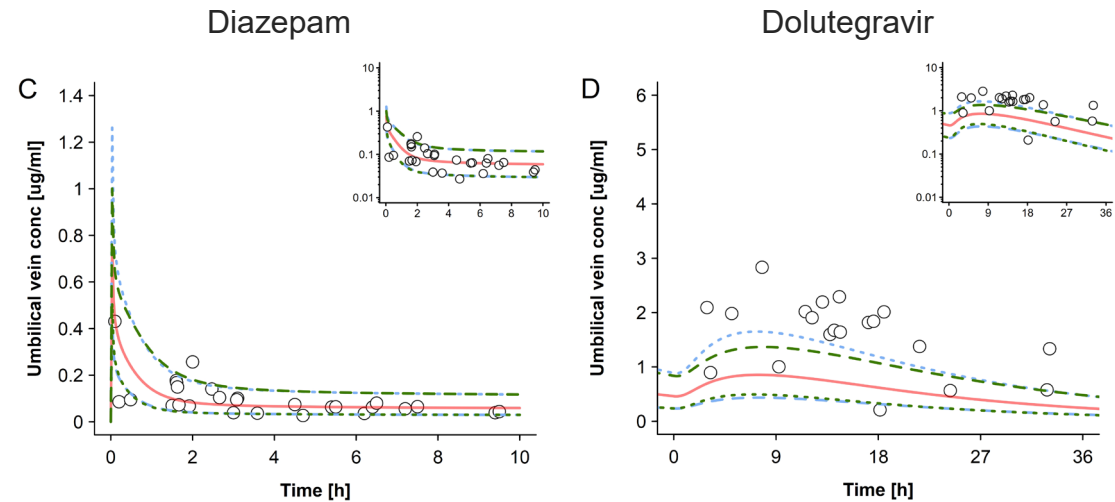 Diazepam
Dolutegravir
C
D
Umbilical vein conc [ug/ml]
1.4
1.2
1
0.8
0.6
0.4
0.2
0
0 2 4 6 8 10
Time [h]
10
1
0.1
0.01
0 2 4 6 8 10
Umbilical vein conc [ug/ml]
6
5
4
3
2
1
0
0 9 18 27 36
Time [h]
10
1
0.1
0.01
0 9 18 27 36